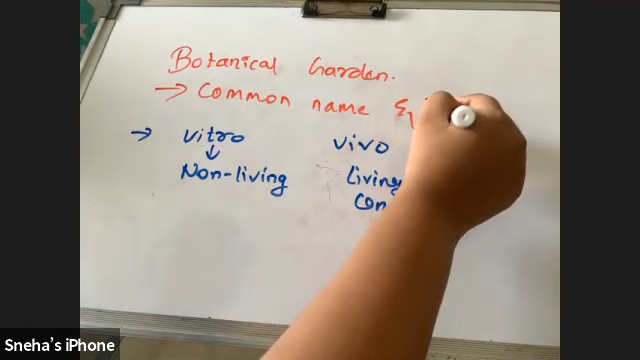 Botanical Garden.
→ Common name
→ Vitro Vivo
↓
Non-living Living
Sneha's iPhone